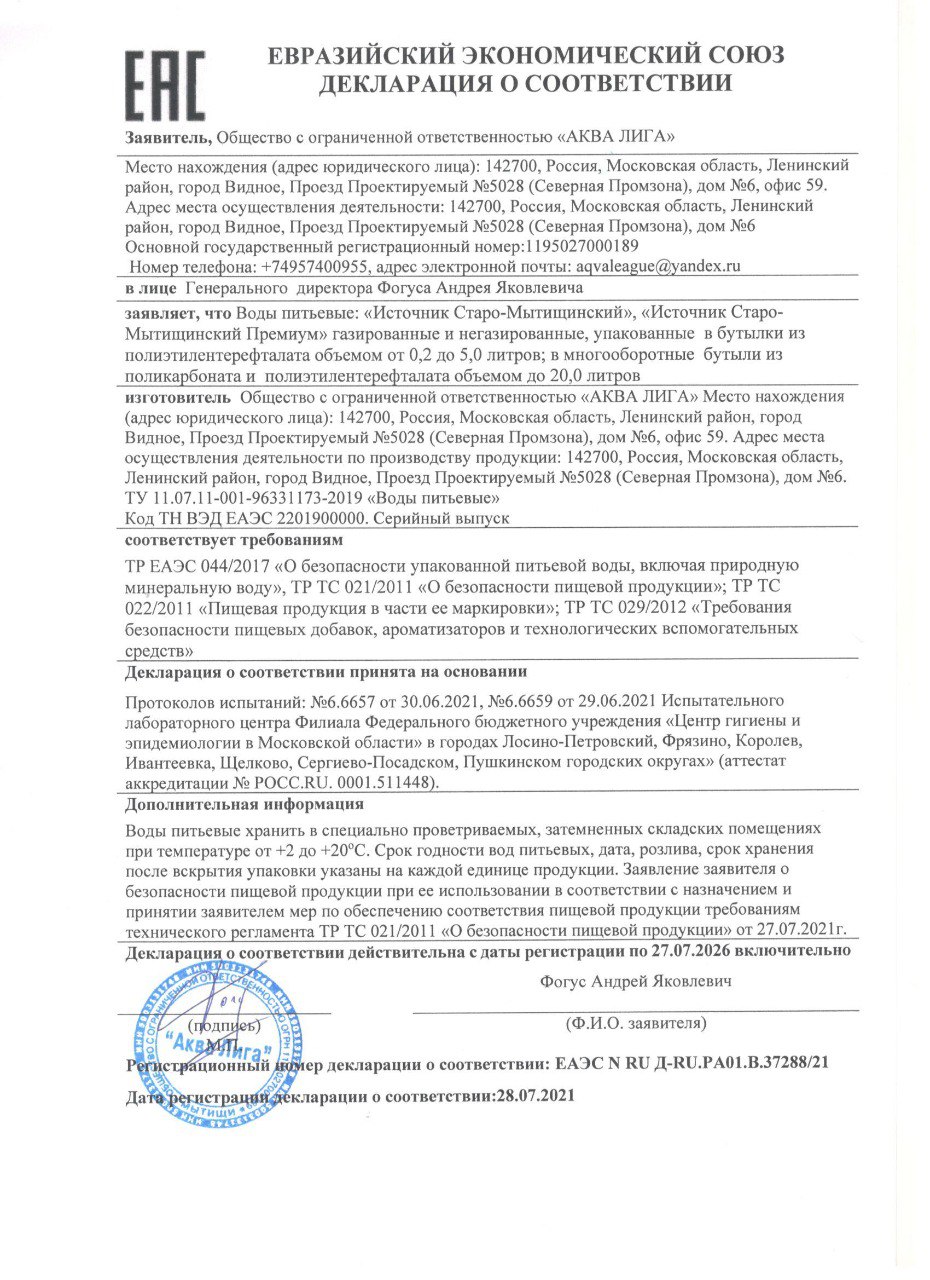 ЕАС
ЕВРАЗИЙСКИЙ ЭКОНОМИЧЕСКИЙ СОЮЗ
ДЕКЛАРАЦИЯ О СООТВЕТСТВИИ
Заявитель, Общество с ограниченной ответственностью «АКВА ЛИГА»
Место нахождения (адрес юридического лица): 142700, Россия, Московская область, Ленинский
район, город Видное, Проезд Проектируемый №5028 (Северная Промзона), дом №6, офис 59.
Адрес места осуществления деятельности: 142700, Россия, Московская область, Ленинский
район, город Видное, Проезд Проектируемый №5028 (Северная Промзона), дом №6
Основной государственный регистрационный номер:1195027000189
Номер телефона: +74957400955, адрес электронной почты: aqvaleague@yandex.ru
в лице Генерального директора Фогуса Андрея Яковлевича
заявляет, что Воды питьевые: «Источник Старо-Мытищинский», «Источник Старо-
Мытищинский Премиум» газированные и негазированные, упакованные в бутылки из
полиэтилентерефталата объемом от 0,2 до 5,0 литров; в многооборотные бутыли из
поликарбоната и полиэтилентерефталата объемом до 20,0 литров
изготовитель Общество с ограниченной ответственностью «АКВА ЛИГА» Место нахождения
(адрес юридического лица): 142700, Россия, Московская область, Ленинский район, город
Видное, Проезд Проектируемый №5028 (Северная Промзона), дом №6, офис 59. Адрес места
осуществления деятельности по производству продукции: 142700, Россия, Московская область,
Ленинский район, город Видное, Проезд Проектируемый №5028 (Северная Промзона), дом №6.
ТУ 11.07.11-001-96331173-2019 «Воды питьевые»
Код ТН ВЭД ЕАЭС 2201900000. Серийный выпуск
соответствует требованиям
ТР ЕАЭС 044/2017 «О безопасности упакованной питьевой воды, включая природную
минеральную воду», ТР ТС 021/2011 «О безопасности пищевой продукции»; ТР ТС
022/2011 «Пищевая продукция в части ее маркировки»; ТР ТС 029/2012 «Требования
безопасности пищевых добавок, ароматизаторов и технологических вспомогательных
средств»
Декларация о соответствии принята на основании
Протоколов испытаний: №6.6657 от 30.06.2021, №6.6659 от 29.06.2021 Испытательного
лабораторного центра Филиала Федерального бюджетного учреждения «Центр гигиены и
эпидемиологии в Московской области» в городах Лосино-Петровский, Фрязино, Королев,
Ивантеевка, Щелково, Сергиево-Посадском, Пушкинском городских округах» (аттестат
аккредитации № РОСС.RU. 0001.511448).
Дополнительная информация
Воды питьевые хранить в специально проветриваемых, затемненных складских помещениях
при температуре от +2 до +20°С. Срок годности вод питьевых, дата, розлива, срок хранения
после вскрытия упаковки указаны на каждой единице продукции. Заявление заявителя о
безопасности пищевой продукции при ее использовании в соответствии с назначением и
принятии заявителем мер по обеспечению соответствия пищевой продукции требованиям
технического регламента ТР ТС 021/2011 «О безопасности пищевой продукции» от 27.07.2021г.
Декларация о соответствии действительна с даты регистрации по 27.07.2026 включительно
Фогус Андрей Яковлевич
(подпись)
(Ф.И.О. заявителя)
М.П.
"Аква Лига"
Регистрационный номер декларации о соответствии: ЕАЭС N RU Д-RU.РА01.В.37288/21
Дата регистрации декларации о соответствии:28.07.2021